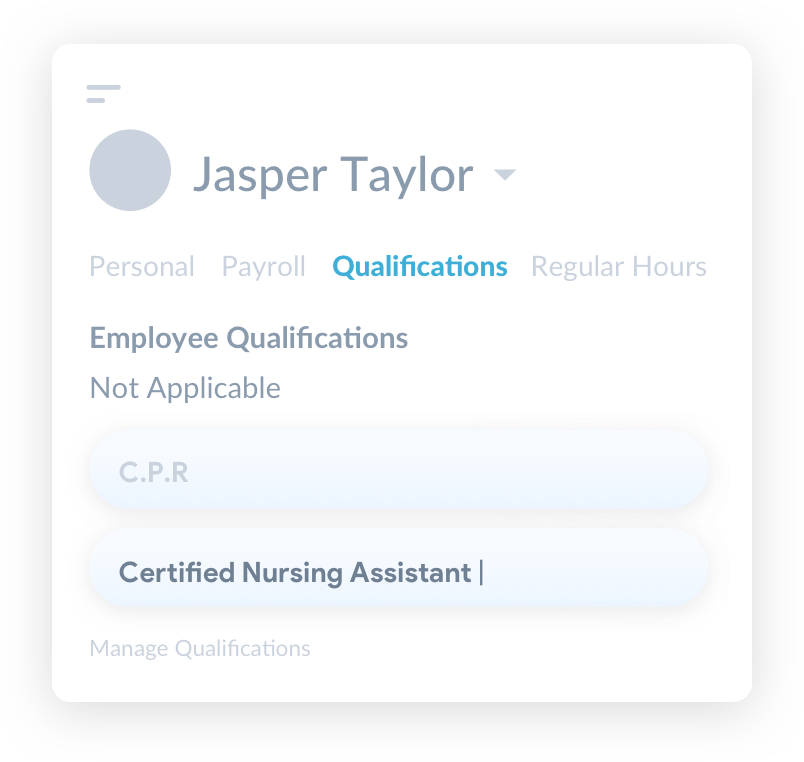 Jasper Taylor
Personal Payroll Qualifications Regular Hours
Employee Qualifications
Not Applicable
C.P.R
Certified Nursing Assistant
Manage Qualifications